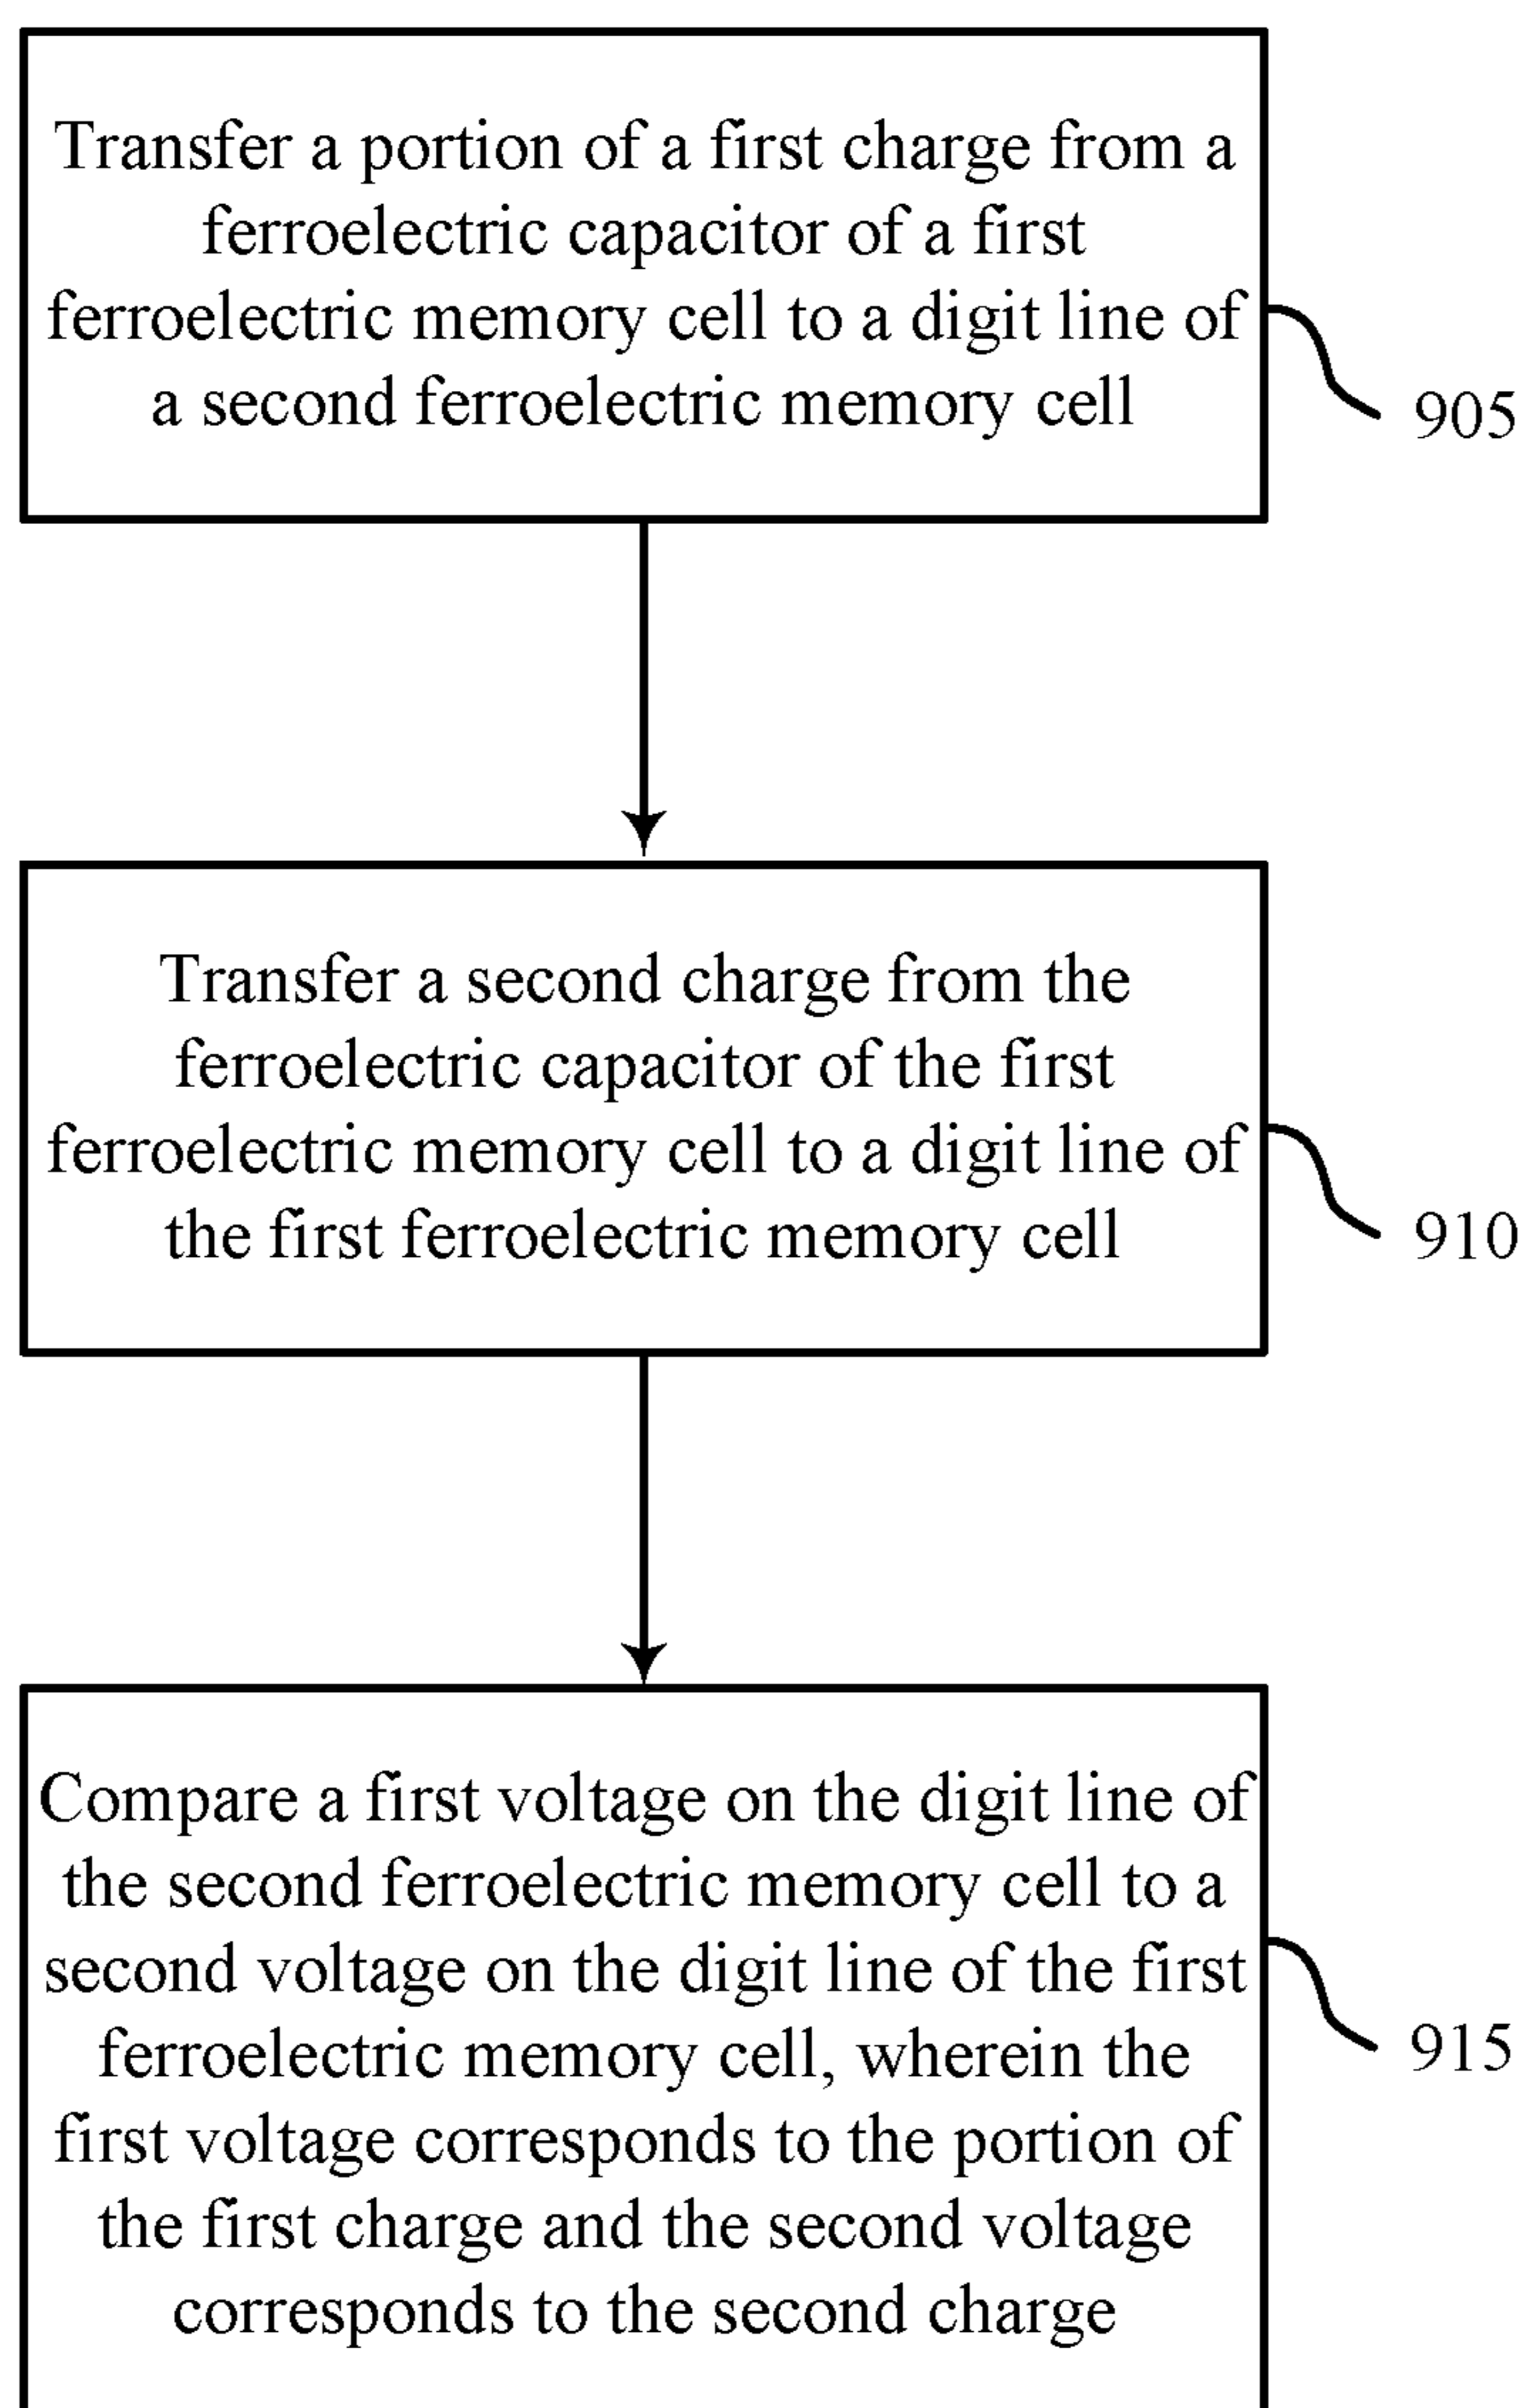 Transfer a portion of a first charge from a
ferroelectric capacitor of a first
ferroelectric memory cell to a digit line of
a second ferroelectric memory cell
905
Transfer a second charge from the
ferroelectric capacitor of the first
ferroelectric memory cell to a digit line of
the first ferroelectric memory cell
910
Compare a first voltage on the digit line of
the second ferroelectric memory cell to a
second voltage on the digit line of the first
ferroelectric memory cell, wherein the
first voltage corresponds to the portion of
the first charge and the second voltage
corresponds to the second charge
915